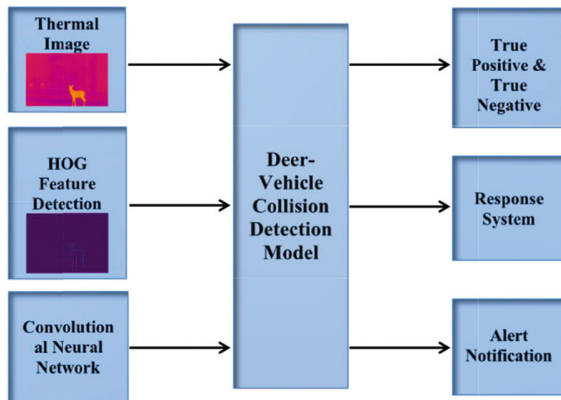 Thermal
Image
HOG
Feature
Detection
Convolution
al Neural
Network
Deer-
Vehicle
Collision
Detection
Model
True
Positive &
True
Negative
Response
System
Alert
Notification